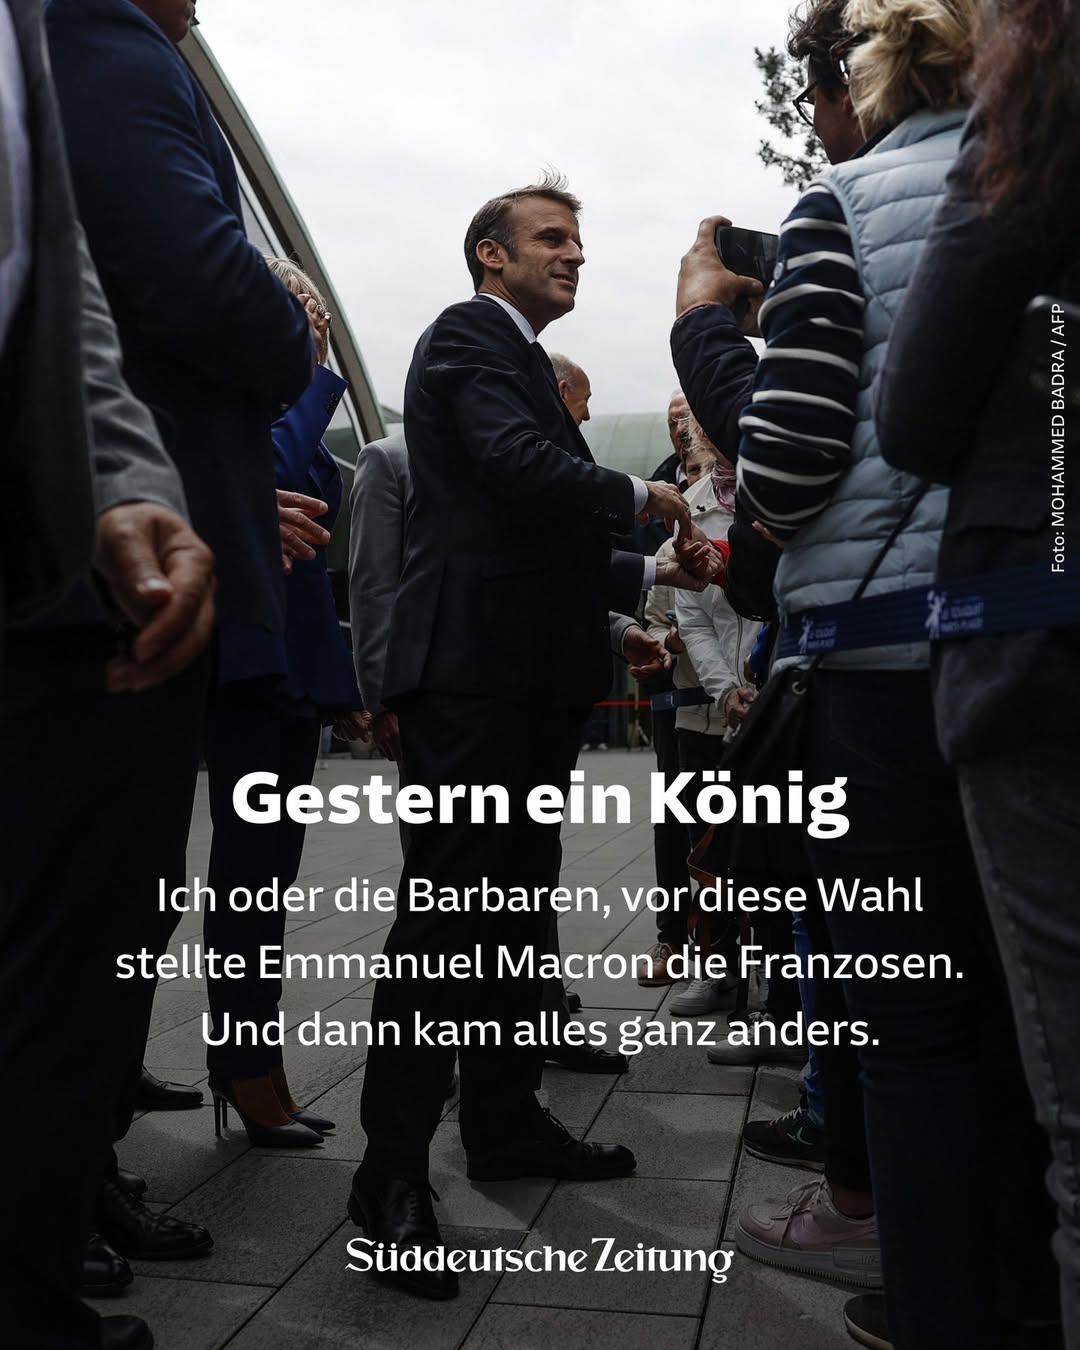 Foto: MOHAMMED BADRA / AFP
Gestern ein König
Ich oder die Barbaren, vor diese Wahl
stellte Emmanuel Macron die Franzosen.
Und dann kam alles ganz anders.
Süddeutsche Zeitung